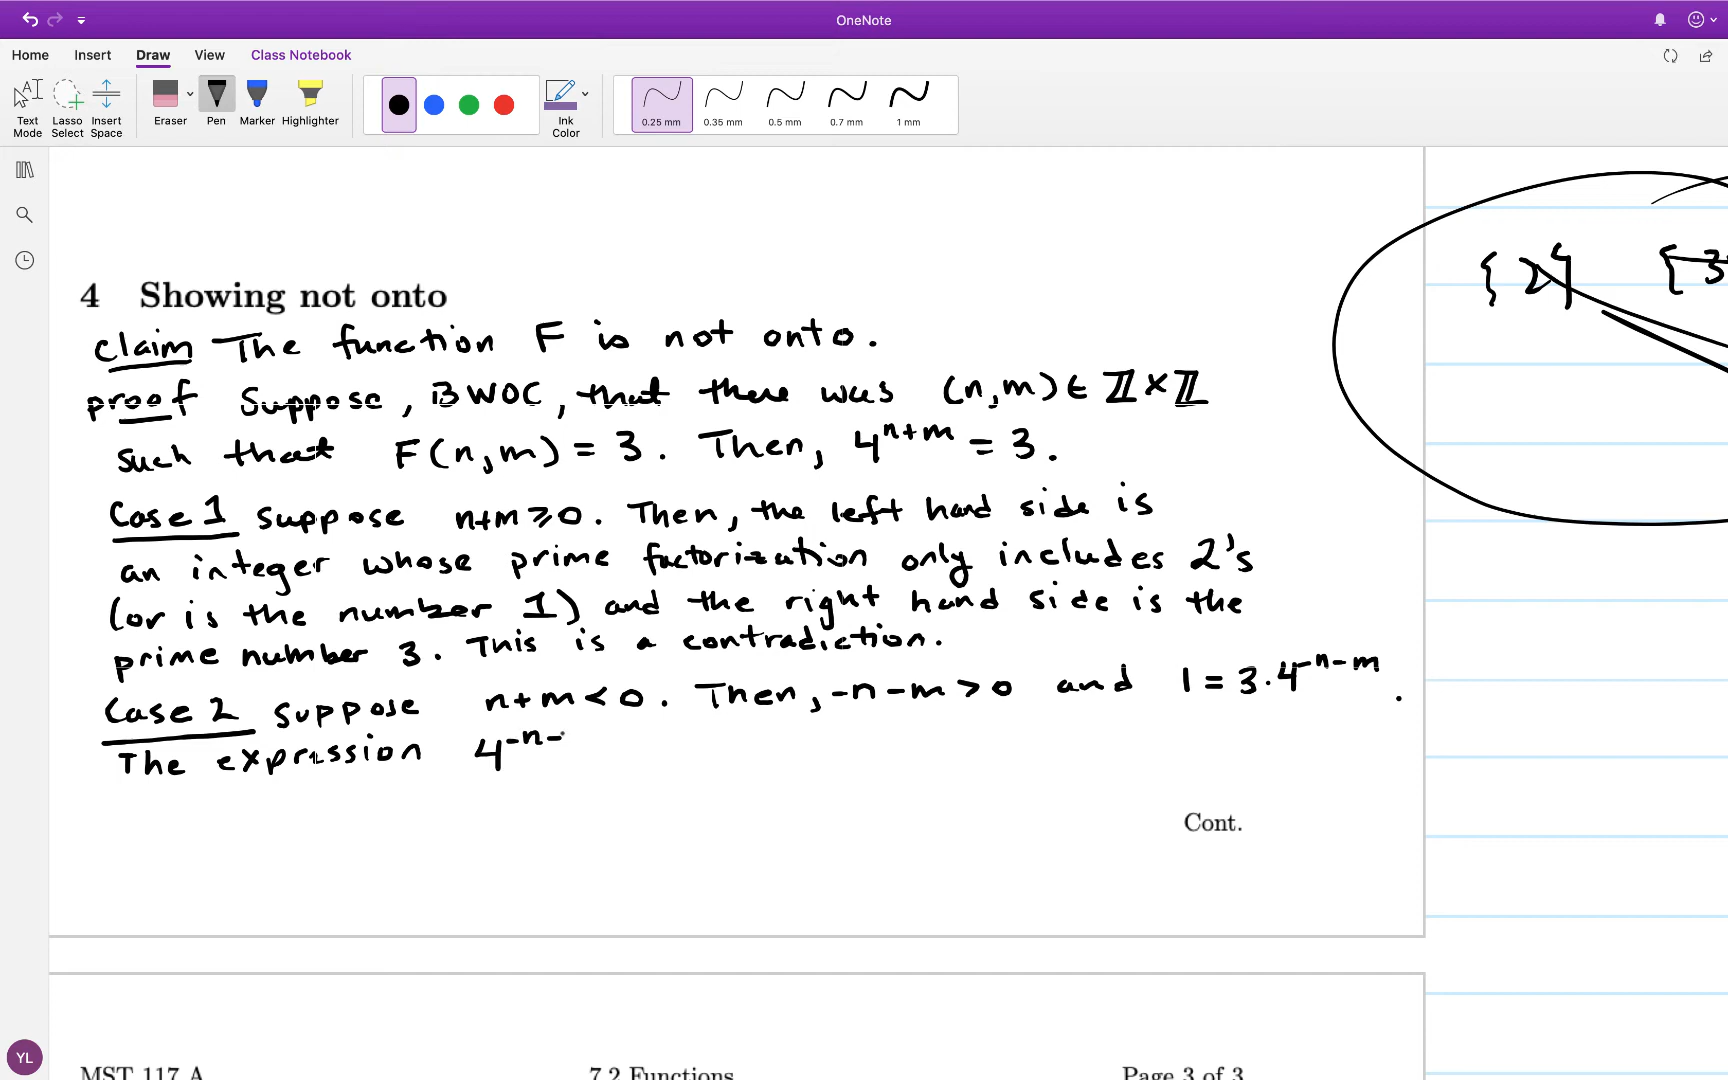 OneNote
Home Insert Draw View Class Notebook
Text Mode
Lasso Select
Insert Space
Eraser
Pen
Marker
Highlighter
Ink Color
0.25 mm
0.35 mm
0.5 mm
0.7 mm
1 mm
4 Showing not onto
Claim The function F is not onto.
proof Suppose, BWOC, that there was (n,m) ∈ ℤ × ℤ
such that F(n,m) = 3. Then, 4^{n+m} = 3.
Case 1 suppose n+m ≥ 0. Then, the left hand side is
an integer whose prime factorization only includes 2's
(or is the number 1) and the right hand side is the
prime number 3. This is a contradiction.
Case 2 suppose n+m < 0. Then, -n-m > 0 and 1 = 3·4^{-n-m}.
The expression 4^{-n-
Cont.
{2} {3
YL
MST 117 A 7.2 Functions Page 3 of 3